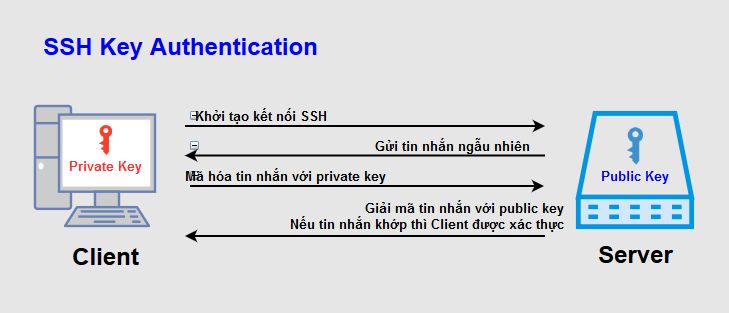 SSH Key Authentication
Khởi tạo kết nối SSH
Gửi tin nhắn ngẫu nhiên
Private Key
Public Key
Mã hóa tin nhắn với private key
Giải mã tin nhắn với public key
Nếu tin nhắn khớp thì Client được xác thực
Client
Server